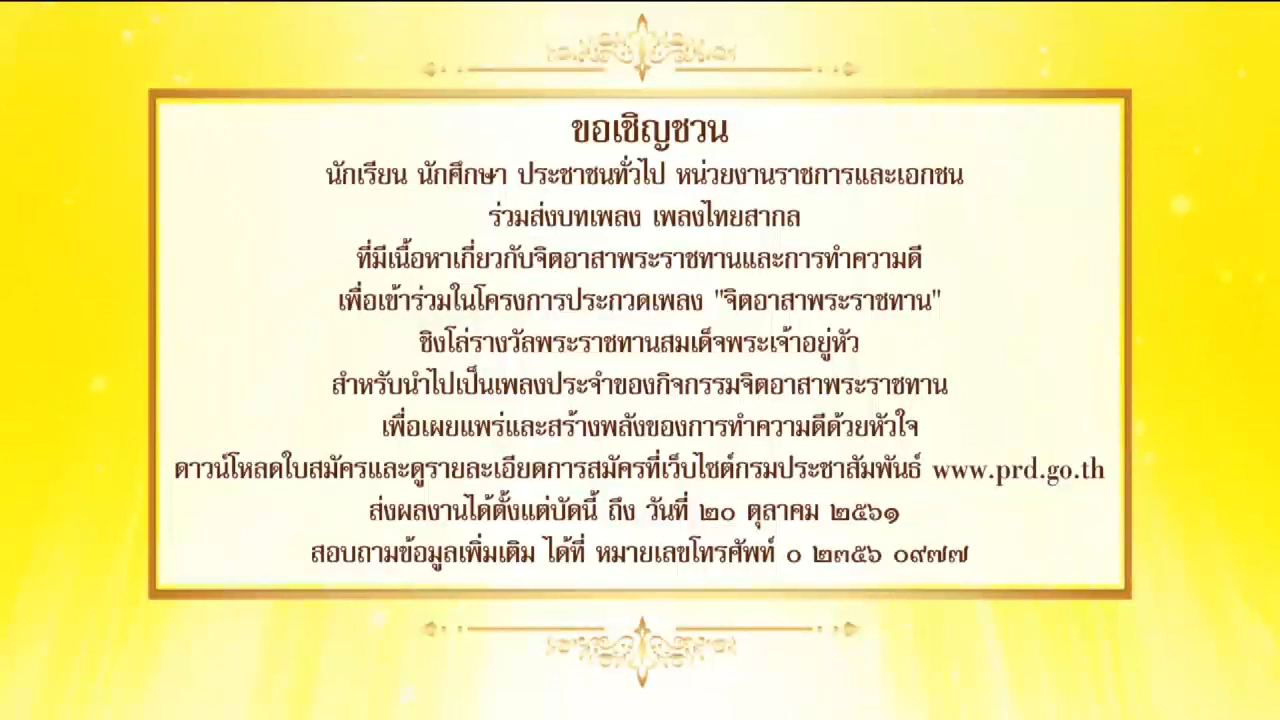 ขอเชิญชวน
นักเรียน นักศึกษา ประชาชนทั่วไป หน่วยงานราชการและเอกชน
ร่วมส่งบทเพลง เพลงไทยสากล
ที่มีเนื้อหาเกี่ยวกับจิตอาสาพระราชทานและการทำความดี
เพื่อเข้าร่วมในโครงการประกวดเพลง "จิตอาสาพระราชทาน"
ชิงโล่รางวัลพระราชทานสมเด็จพระเจ้าอยู่หัว
สำหรับนำไปเป็นเพลงประจำของกิจกรรมจิตอาสาพระราชทาน
เพื่อเผยแพร่และสร้างพลังของการทำความดีด้วยหัวใจ
ดาวน์โหลดใบสมัครและดูรายละเอียดการสมัครที่เว็บไซต์กรมประชาสัมพันธ์ www.prd.go.th
ส่งผลงานได้ตั้งแต่บัดนี้ ถึง วันที่ ๒๐ ตุลาคม ๒๕๖๑
สอบถามข้อมูลเพิ่มเติม ได้ที่ หมายเลขโทรศัพท์ ๐ ๒๓๕๖ ๐๙๗๗